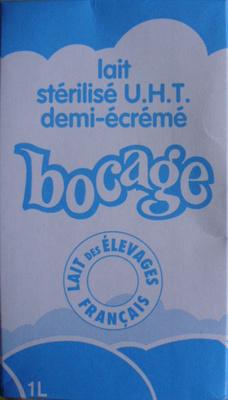 lait
stérilisé U.H.T.
demi-écrémé
bocage
LAIT DES ÉLEVAGES
FRANÇAIS
1L